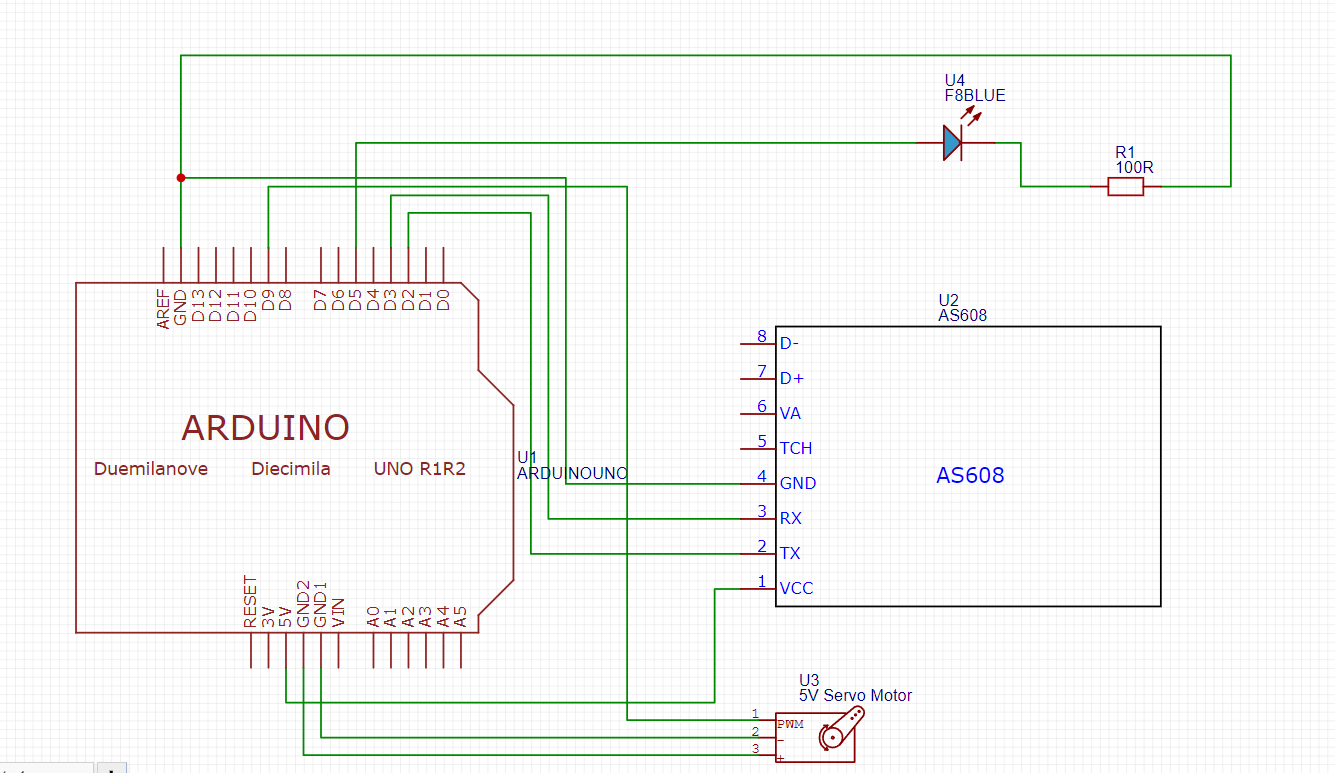 U4
F8BLUE
R1
100R
AREF
GND
D13
D12
D11
D10
D9
D8
D7
D6
D5
D4
D3
D2
D1
D0
U2
AS608
8 D-
7 D+
6 VA
5 TCH
4 GND
3 RX
2 TX
1 VCC
AS608
ARDUINO
Duemilanove Diecimila UNO R1R2
U1
ARDUINOUNO
RESET
3V
5V
GND2
GND1
VIN
A0
A1
A2
A3
A4
A5
U3
5V Servo Motor
1 PWM
2 -
3 +